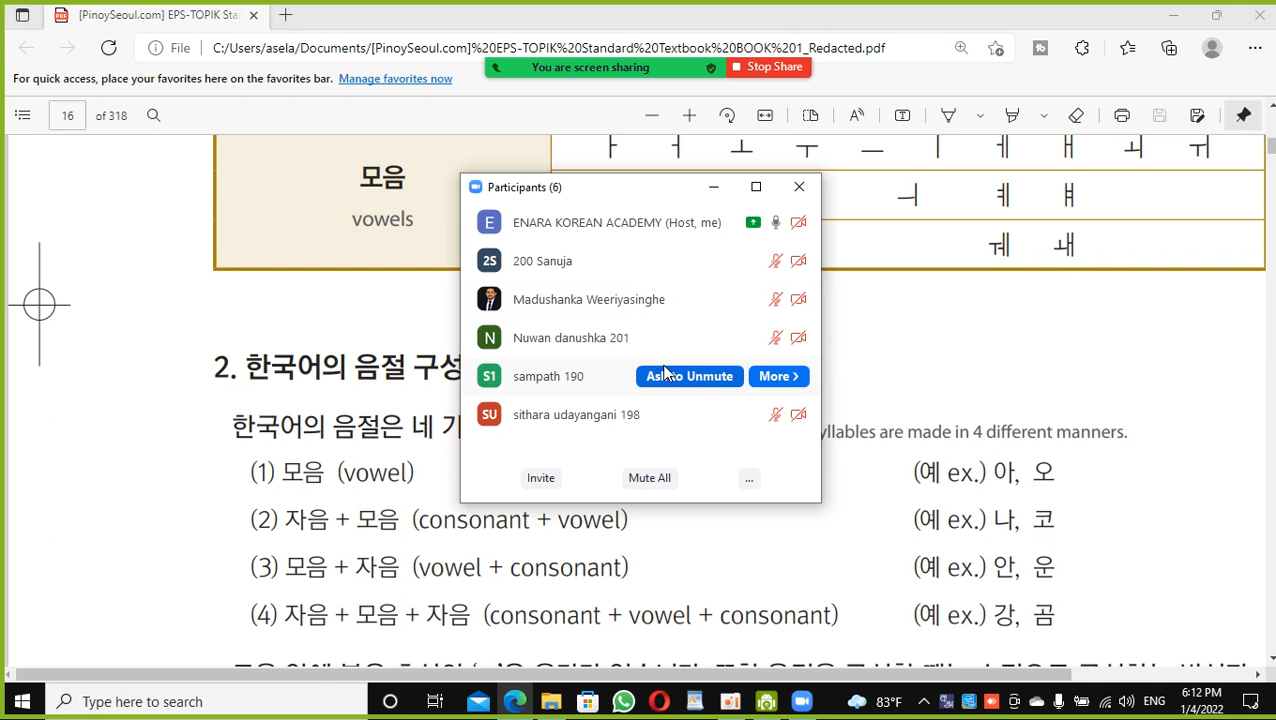 [PinoySeoul.com] EPS-TOPIK Sta
File C:/Users/asela/Documents/[PinoySeoul.com]%20EPS-TOPIK%20Standard%20Textbook%20BOOK%201_Redacted.pdf
For quick access, place your favorites here on the favorites bar. Manage favorites now
You are screen sharing Stop Share
16 of 318
ㅏ ㅓ ㅗ ㅜ ㅡ ㅣ ㅔ ㅐ ㅚ ㅟ
모음
vowels
ㅢ ㅖ ㅒ
ㅞ ㅙ
Participants (6)
E ENARA KOREAN ACADEMY (Host, me)
2S 200 Sanuja
Madushanka Weeriyasinghe
N Nuwan danushka 201
S1 sampath 190 Ask to Unmute More >
SU sithara udayangani 198
Invite Mute All ...
2. 한국어의 음절 구성
한국어의 음절은 네 가 yllables are made in 4 different manners.
(1) 모음 (vowel) (예 ex.) 아, 오
(2) 자음 + 모음 (consonant + vowel) (예 ex.) 나, 코
(3) 모음 + 자음 (vowel + consonant) (예 ex.) 안, 운
(4) 자음 + 모음 + 자음 (consonant + vowel + consonant) (예 ex.) 강, 곰
Type here to search
83°F ENG
6:12 PM
1/4/2022